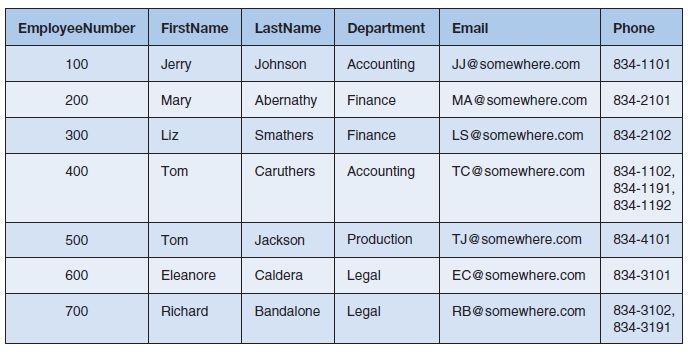 EmployeeNumber FirstName LastName Department Email Phone
100 Jerry Johnson Accounting JJ@somewhere.com 834-1101
200 Mary Abernathy Finance MA@somewhere.com 834-2101
300 Liz Smathers Finance LS@somewhere.com 834-2102
400 Tom Caruthers Accounting TC@somewhere.com 834-1102,
834-1191,
834-1192
500 Tom Jackson Production TJ@somewhere.com 834-4101
600 Eleanore Caldera Legal EC@somewhere.com 834-3101
700 Richard Bandalone Legal RB@somewhere.com 834-3102,
834-3191